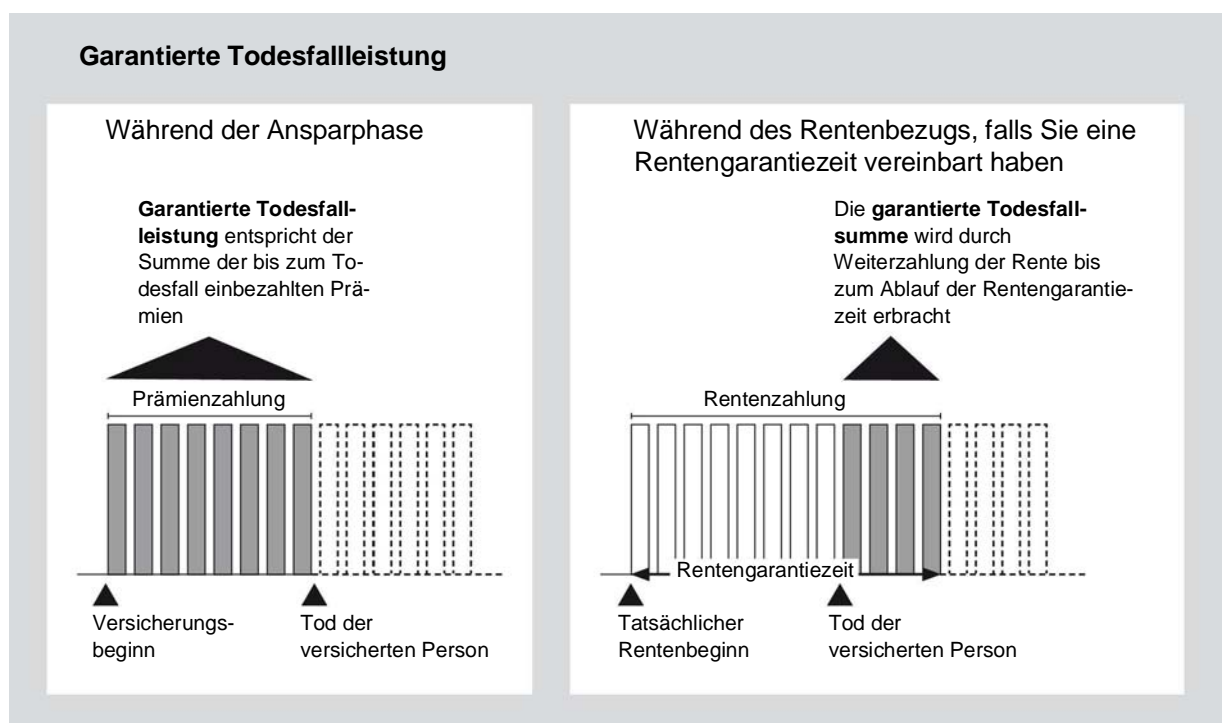 Garantierte Todesfallleistung
Während der Ansparphase
Garantierte Todesfall-
leistung entspricht der
Summe der bis zum To-
desfall einbezahlten Prä-
mien
Prämienzahlung
Versicherungs-
beginn
Tod der
versicherten Person
Während des Rentenbezugs, falls Sie eine
Rentengarantiezeit vereinbart haben
Die garantierte Todesfall-
summe wird durch
Weiterzahlung der Rente bis
zum Ablauf der Rentengarantie-
zeit erbracht
Rentenzahlung
Rentengarantiezeit
Tatsächlicher
Rentenbeginn
Tod der
versicherten Person